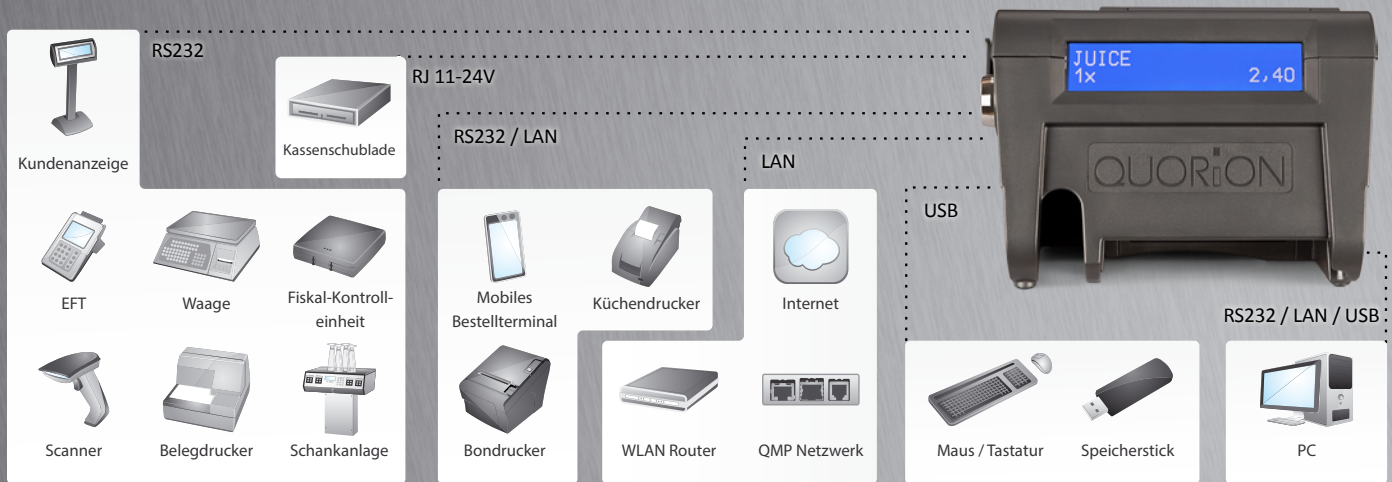 RS232
Kundenanzeige
RJ 11-24V
Kassenschublade
JUICE
1x 2,40
QUORiON
RS232 / LAN
LAN
USB
RS232 / LAN / USB
EFT
Waage
Fiskal-Kontroll-
einheit
Mobiles
Bestellterminal
Küchendrucker
Internet
Scanner
Belegdrucker
Schankanlage
Bondrucker
WLAN Router
QMP Netzwerk
Maus / Tastatur
Speicherstick
PC